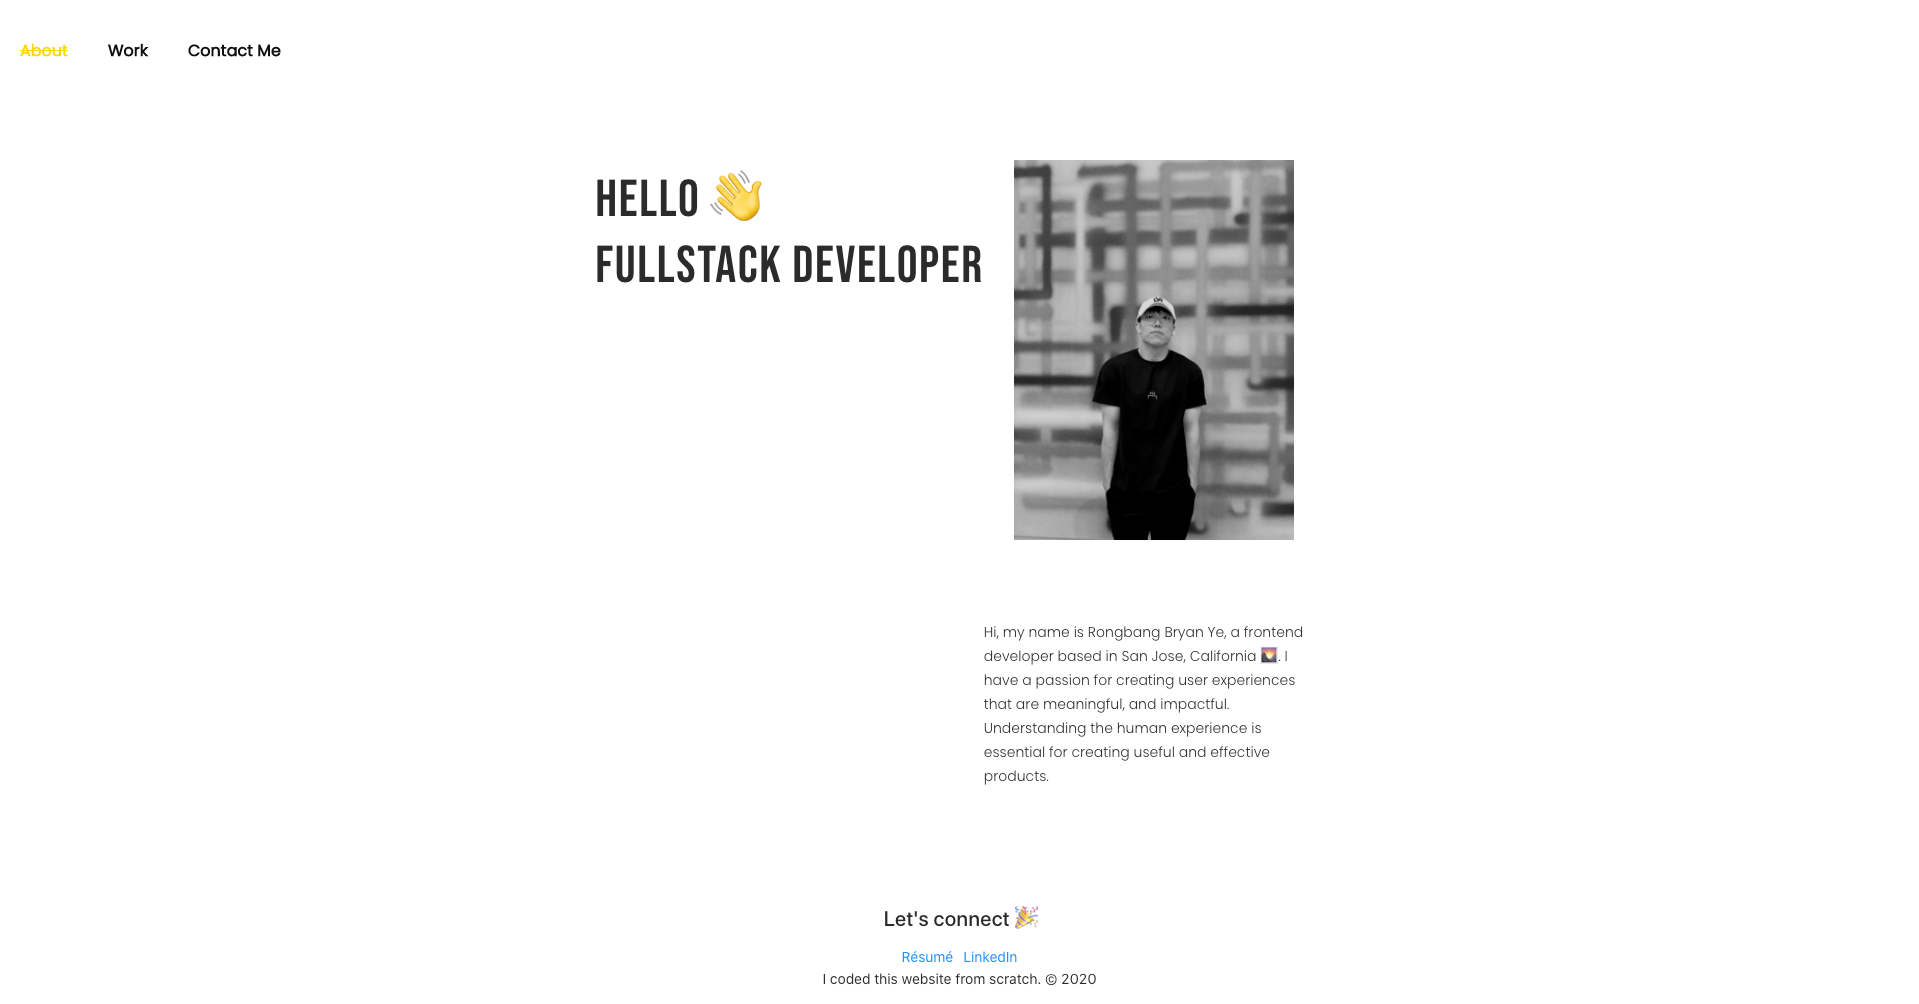 About Work Contact Me
HELLO 👋
FULLSTACK DEVELOPER
Hi, my name is Rongbang Bryan Ye, a frontend
developer based in San Jose, California 🌄. I
have a passion for creating user experiences
that are meaningful, and impactful.
Understanding the human experience is
essential for creating useful and effective
products.
Let's connect 🎉
Résumé LinkedIn
I coded this website from scratch. © 2020